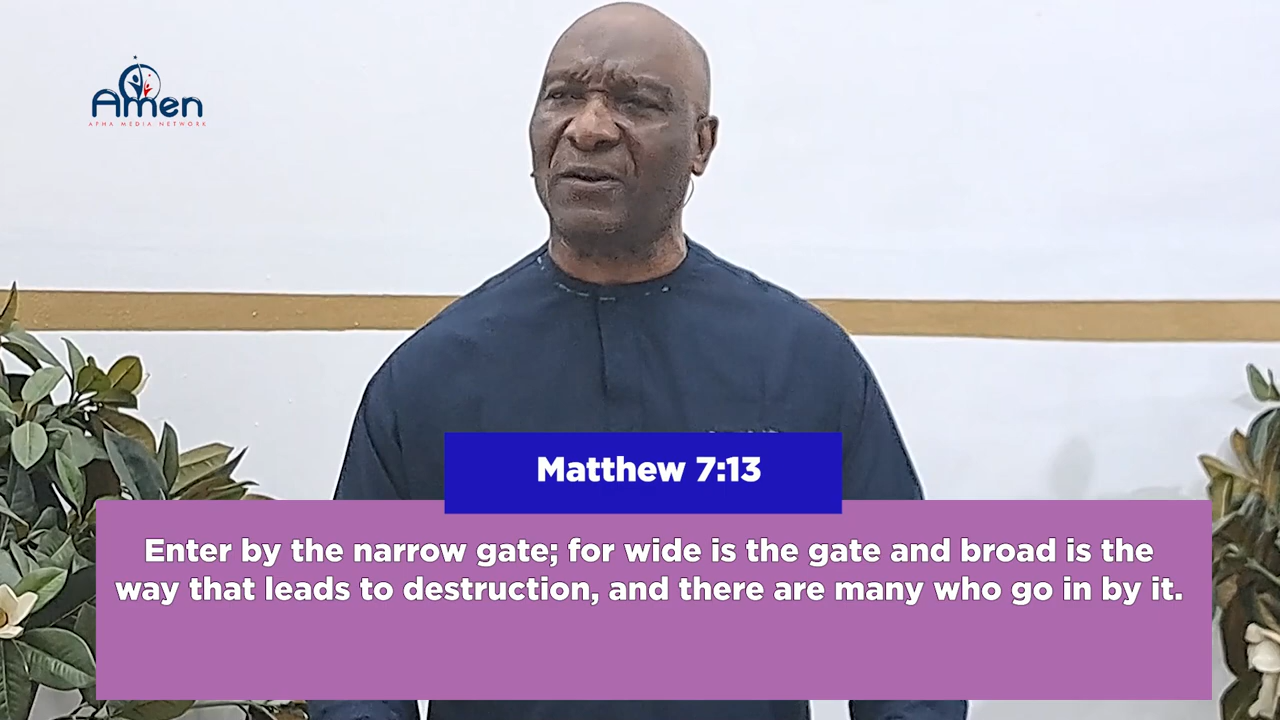 Amen
AFHA MEDIA NETWORK
Matthew 7:13
Enter by the narrow gate; for wide is the gate and broad is the
way that leads to destruction, and there are many who go in by it.